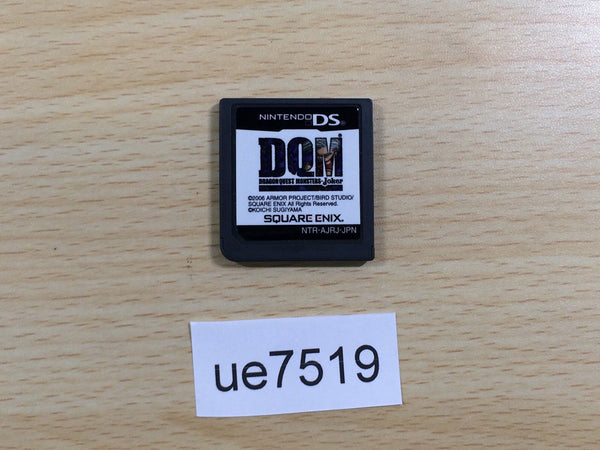 NINTENDO DS
DQM
DRAGON QUEST MONSTERS Joker
©2006 ARMOR PROJECT/BIRD STUDIO/
SQUARE ENIX All Rights Reserved.
©KOICHI SUGIYAMA
SQUARE ENIX.
NTR-AJRJ-JPN
ue7519